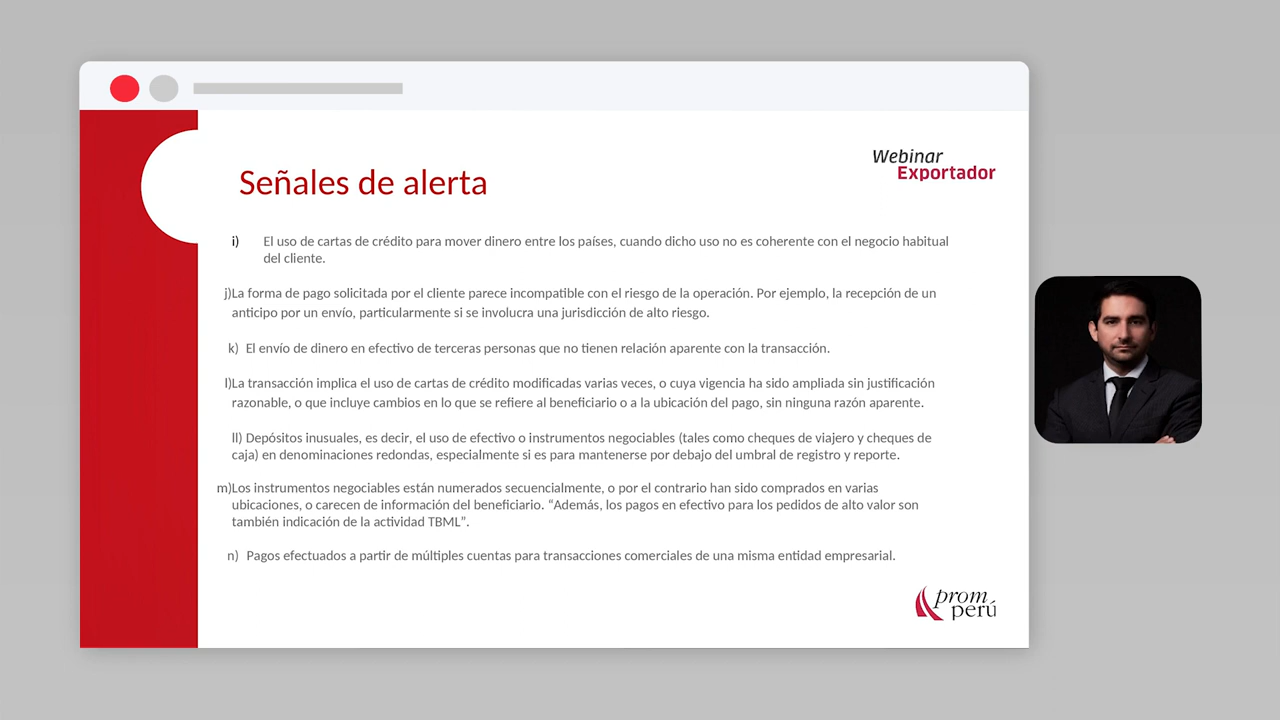 Webinar
Exportador
Señales de alerta
i) El uso de cartas de crédito para mover dinero entre los países, cuando dicho uso no es coherente con el negocio habitual
del cliente.
j)La forma de pago solicitada por el cliente parece incompatible con el riesgo de la operación. Por ejemplo, la recepción de un
anticipo por un envío, particularmente si se involucra una jurisdicción de alto riesgo.
k) El envío de dinero en efectivo de terceras personas que no tienen relación aparente con la transacción.
l)La transacción implica el uso de cartas de crédito modificadas varias veces, o cuya vigencia ha sido ampliada sin justificación
razonable, o que incluye cambios en lo que se refiere al beneficiario o a la ubicación del pago, sin ninguna razón aparente.
ll) Depósitos inusuales, es decir, el uso de efectivo o instrumentos negociables (tales como cheques de viajero y cheques de
caja) en denominaciones redondas, especialmente si es para mantenerse por debajo del umbral de registro y reporte.
m)Los instrumentos negociables están numerados secuencialmente, o por el contrario han sido comprados en varias
ubicaciones, o carecen de información del beneficiario. “Además, los pagos en efectivo para los pedidos de alto valor son
también indicación de la actividad TBML”.
n) Pagos efectuados a partir de múltiples cuentas para transacciones comerciales de una misma entidad empresarial.
prom
perú